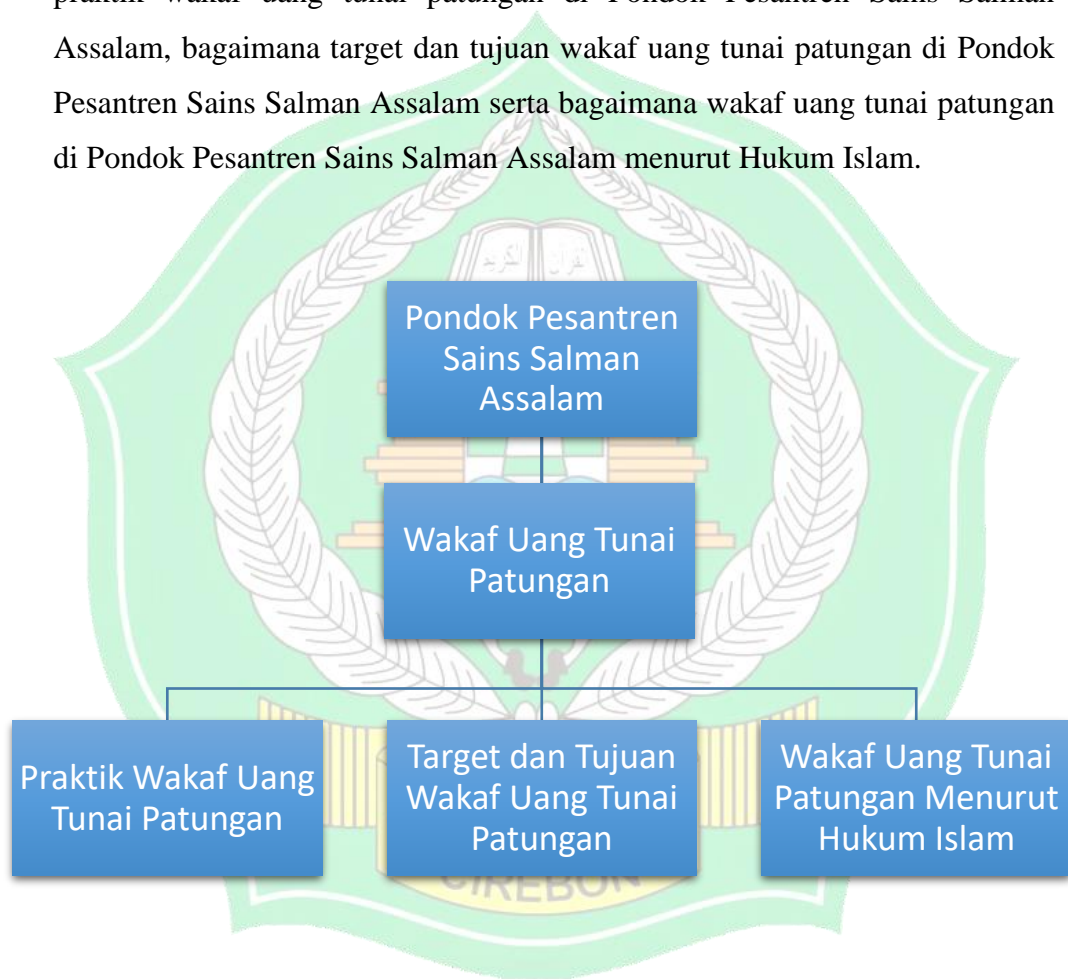 praktik wakaf uang tunai patungan di Pondok Pesantren Sains Salman
Assalam, bagaimana target dan tujuan wakaf uang tunai patungan di Pondok
Pesantren Sains Salman Assalam serta bagaimana wakaf uang tunai patungan
di Pondok Pesantren Sains Salman Assalam menurut Hukum Islam.
Pondok Pesantren
Sains Salman
Assalam
Wakaf Uang Tunai
Patungan
Praktik Wakaf Uang
Tunai Patungan
Target dan Tujuan
Wakaf Uang Tunai
Patungan
Wakaf Uang Tunai
Patungan Menurut
Hukum Islam
CIREBON